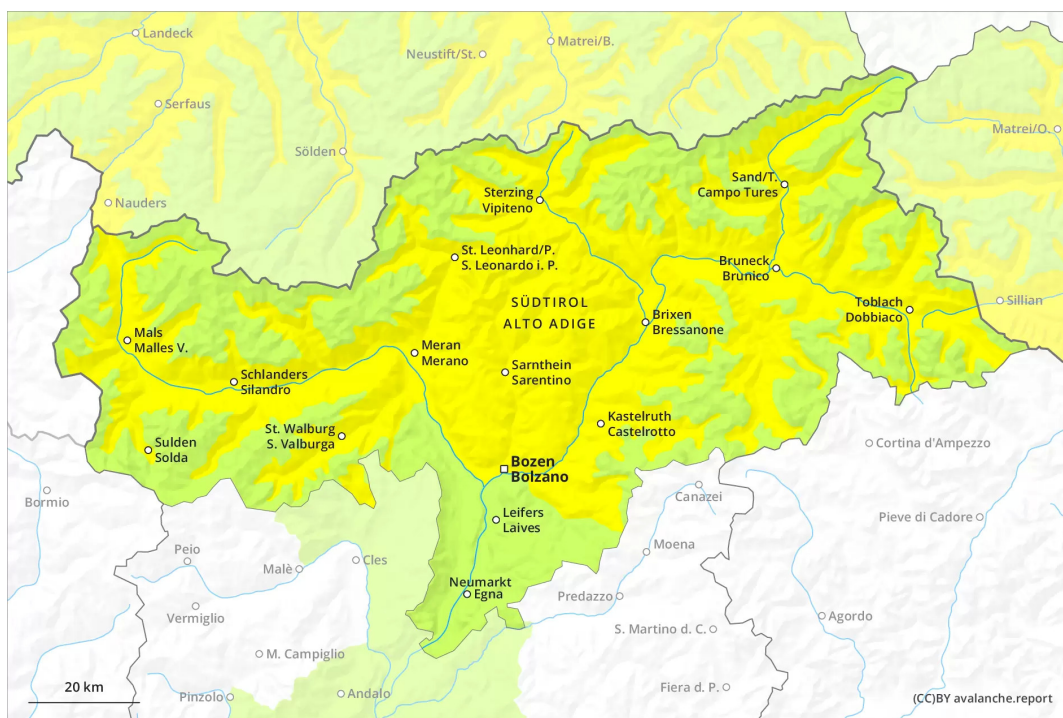 Landeck
Matrei/B.
Neustift/St.
Serfaus
Matrei/O.
Sölden
Sand/T.
Campo Tures
Sterzing
Vipiteno
Nauders
St. Leonhard/P.
S. Leonardo i. P.
Bruneck
Brunico
SÜDTIROL
ALTO ADIGE
Toblach
Dobbiaco
Sillian
Brixen
Bressanone
Mals
Malles V.
Meran
Merano
Sarnthein
Sarentino
Schlanders
Silandro
Kastelruth
Castelrotto
St. Walburg
S. Valburga
Sulden
Solda
Cortina d'Ampezzo
Bozen
Bolzano
Canazei
Bormio
Leifers
Laives
Pieve di Cadore
Moena
Peio
Cles
Malè
Neumarkt
Egna
Predazzo
Vermiglio
Agordo
S. Martino d. C.
M. Campiglio
20 km
Pinzolo
Andalo
Fiera d. P.
(CC)BY avalanche.report